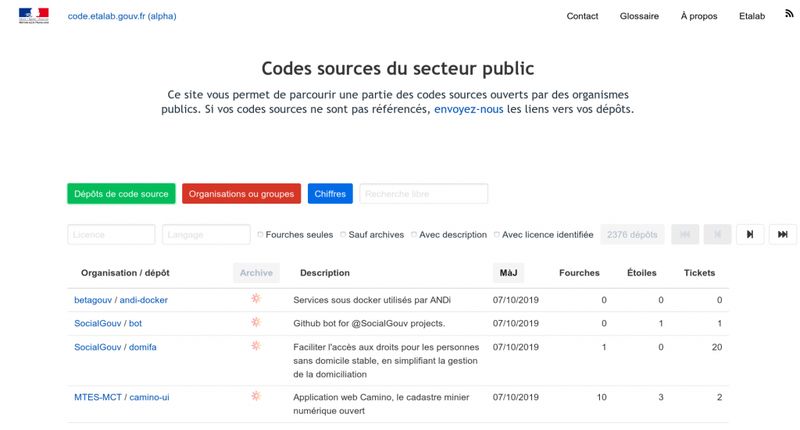 code.etalab.gouv.fr (alpha)
Contact Glossaire À propos Etalab
Codes sources du secteur public
Ce site vous permet de parcourir une partie des codes sources ouverts par des organismes
publics. Si vos codes sources ne sont pas référencés, envoyez-nous les liens vers vos dépôts.
Dépôts de code source Organisations ou groupes Chiffres Recherche libre
Licence Langage Fourches seules Sauf archives Avec description Avec licence identifiée 2376 dépôts
Organisation / dépôt Archive Description MàJ Fourches Étoiles Tickets
betagouv / andi-docker Services sous docker utilisés par ANDi 07/10/2019 0 0 0
SocialGouv / bot Github bot for @SocialGouv projects. 07/10/2019 0 1 1
SocialGouv / domifa Faciliter l'accès aux droits pour les personnes 07/10/2019 1 0 20
sans domicile stable, en simplifiant la gestion
de la domiciliation
MTES-MCT / camino-ui Application web Camino, le cadastre minier 07/10/2019 10 3 2
numérique ouvert